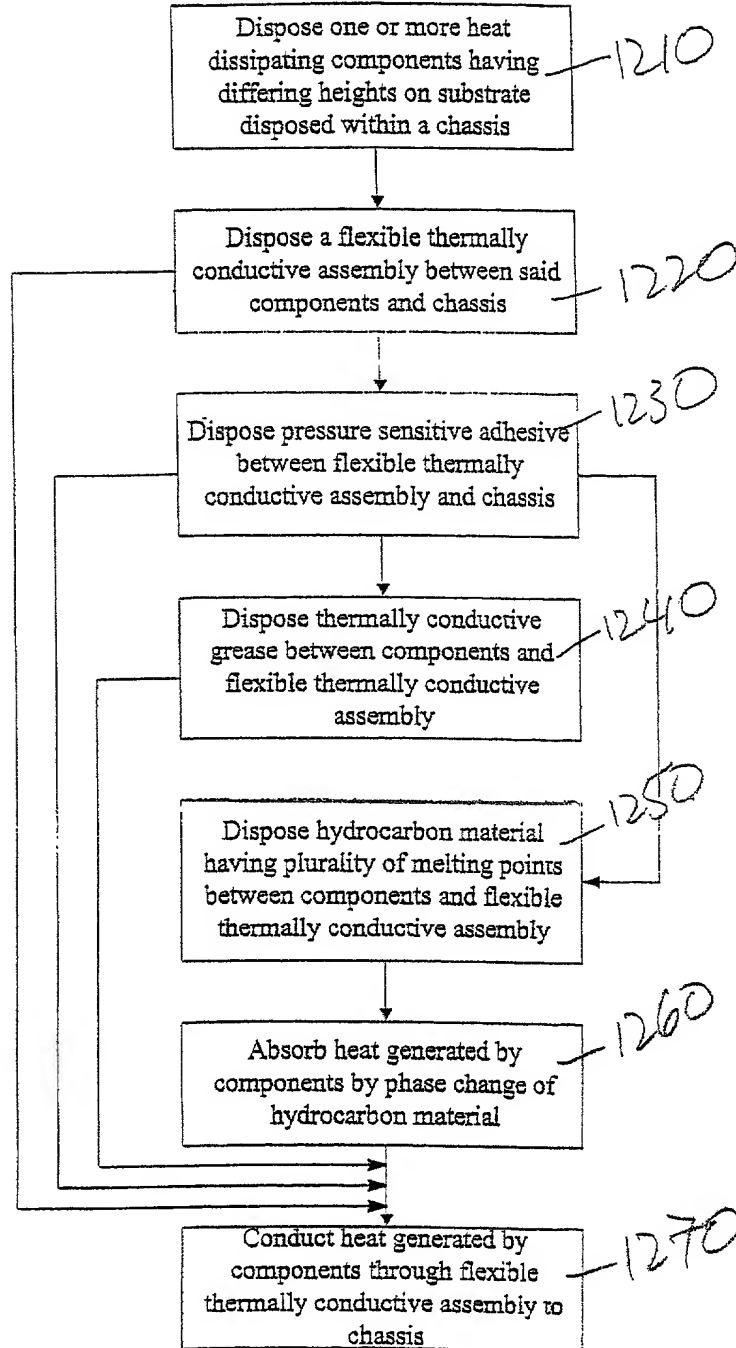 Dispose one or more heat
dissipating components having
differing heights on substrate
disposed within a chassis
1210
Dispose a flexible thermally
conductive assembly between said
components and chassis
1220
Dispose pressure sensitive adhesive
between flexible thermally
conductive assembly and chassis
1230
Dispose thermally conductive
grease between components and
flexible thermally conductive
assembly
1240
Dispose hydrocarbon material
having plurality of melting points
between components and flexible
thermally conductive assembly
1250
Absorb heat generated by
components by phase change of
hydrocarbon material
1260
Conduct heat generated by
components through flexible
thermally conductive assembly to
chassis
1270